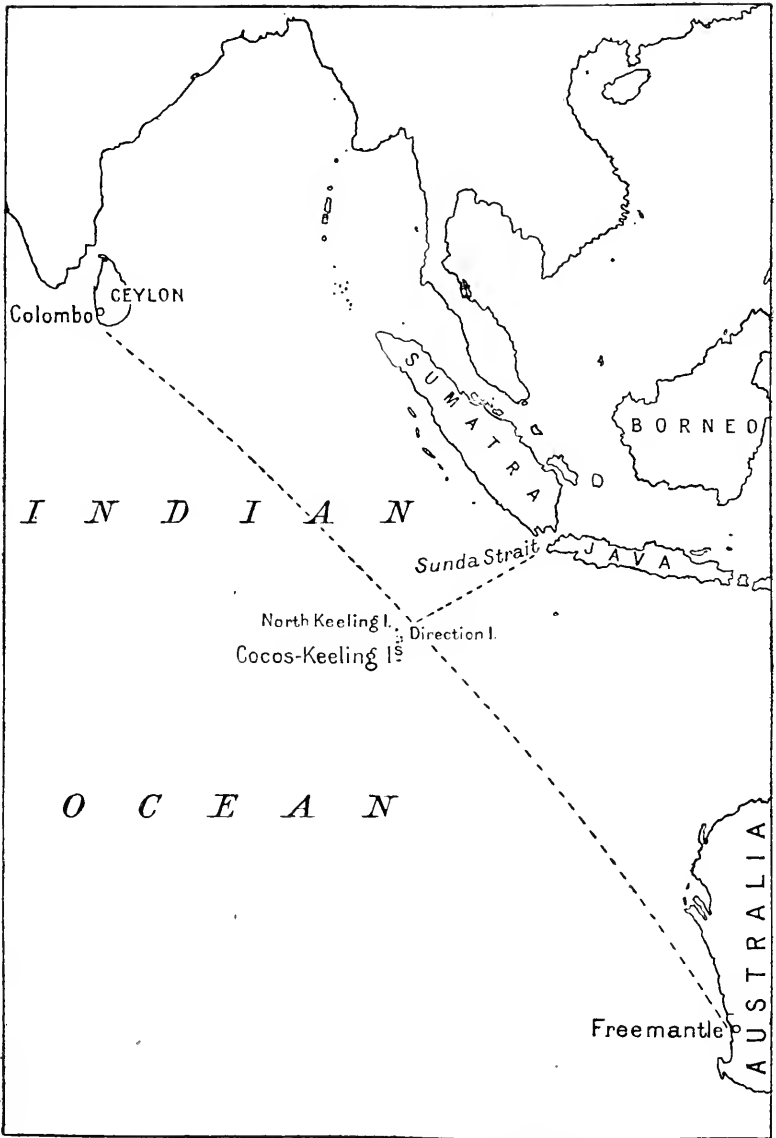 CEYLON
Colombo
SUMATRA
BORNEO
INDIAN
Sunda Strait
JAVA
North Keeling I.
Direction I.
Cocos-Keeling Is
OCEAN
AUSTRALIA
Freemantle